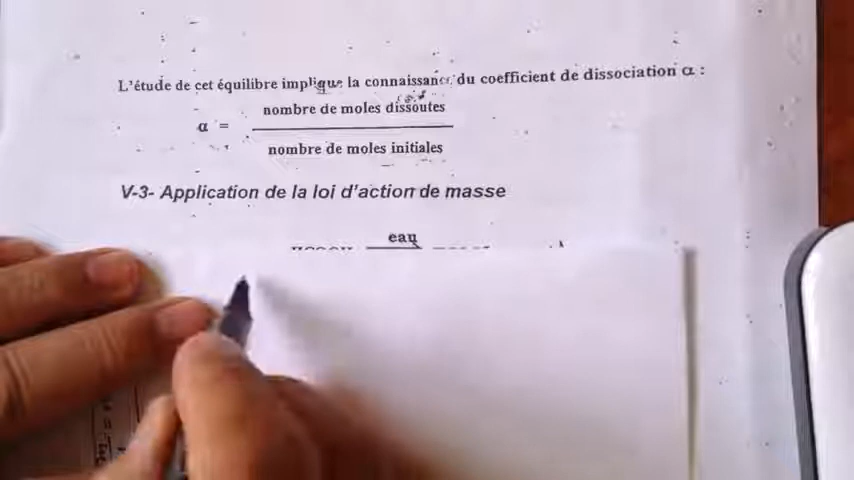 L'étude de cet équilibre implique la connaissance du coefficient de dissociation α :
nombre de moles dissoutes
α =
nombre de moles initiales
V-3- Application de la loi d'action de masse
eau